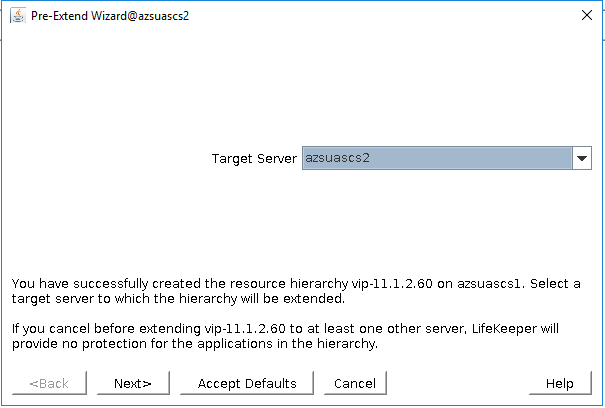 Pre-Extend Wizard@azsuascs2
Target Server azsuascs2
You have successfully created the resource hierarchy vip-11.1.2.60 on azsuascs1. Select a
target server to which the hierarchy will be extended.
If you cancel before extending vip-11.1.2.60 to at least one other server, LifeKeeper will
provide no protection for the applications in the hierarchy.
<Back Next> Accept Defaults Cancel Help